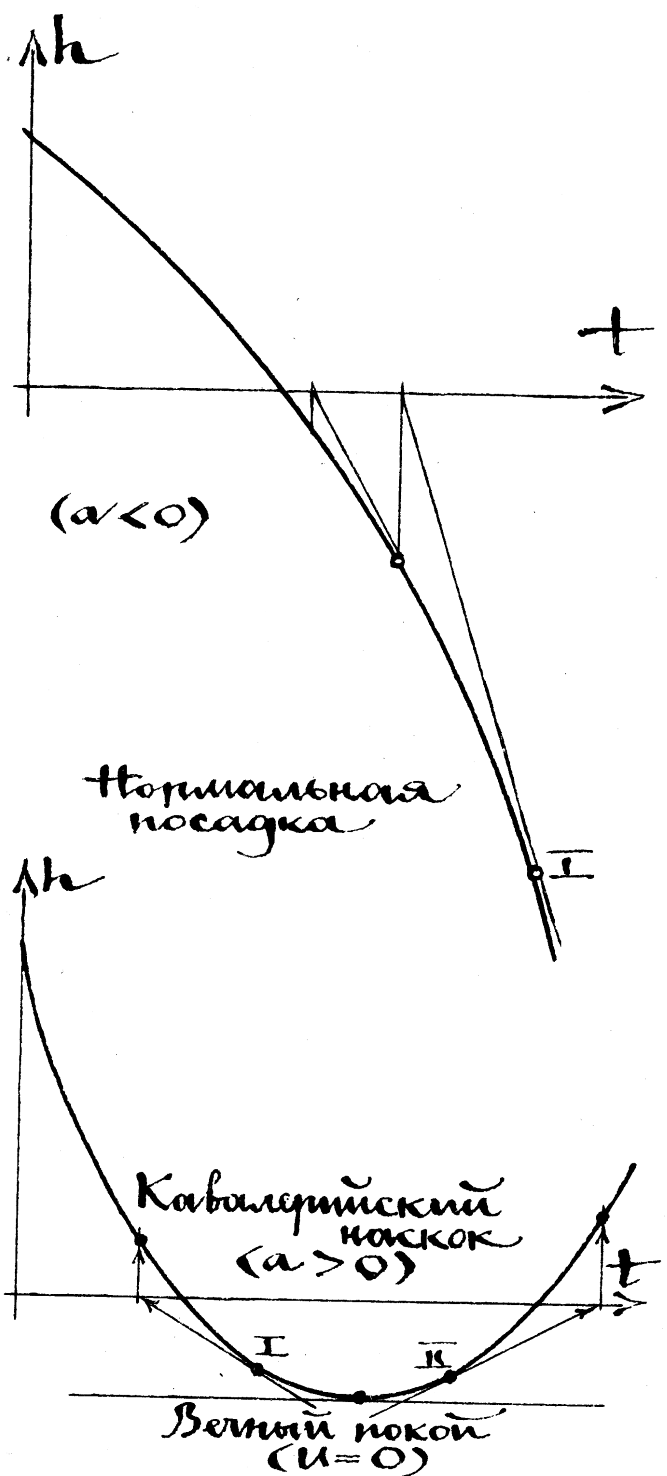 h
t
(a<0)
Нормальная
посадка
I
h
Кавалерийский
наскок
(a>0)
t
I
II
Вечный покой
(u=0)